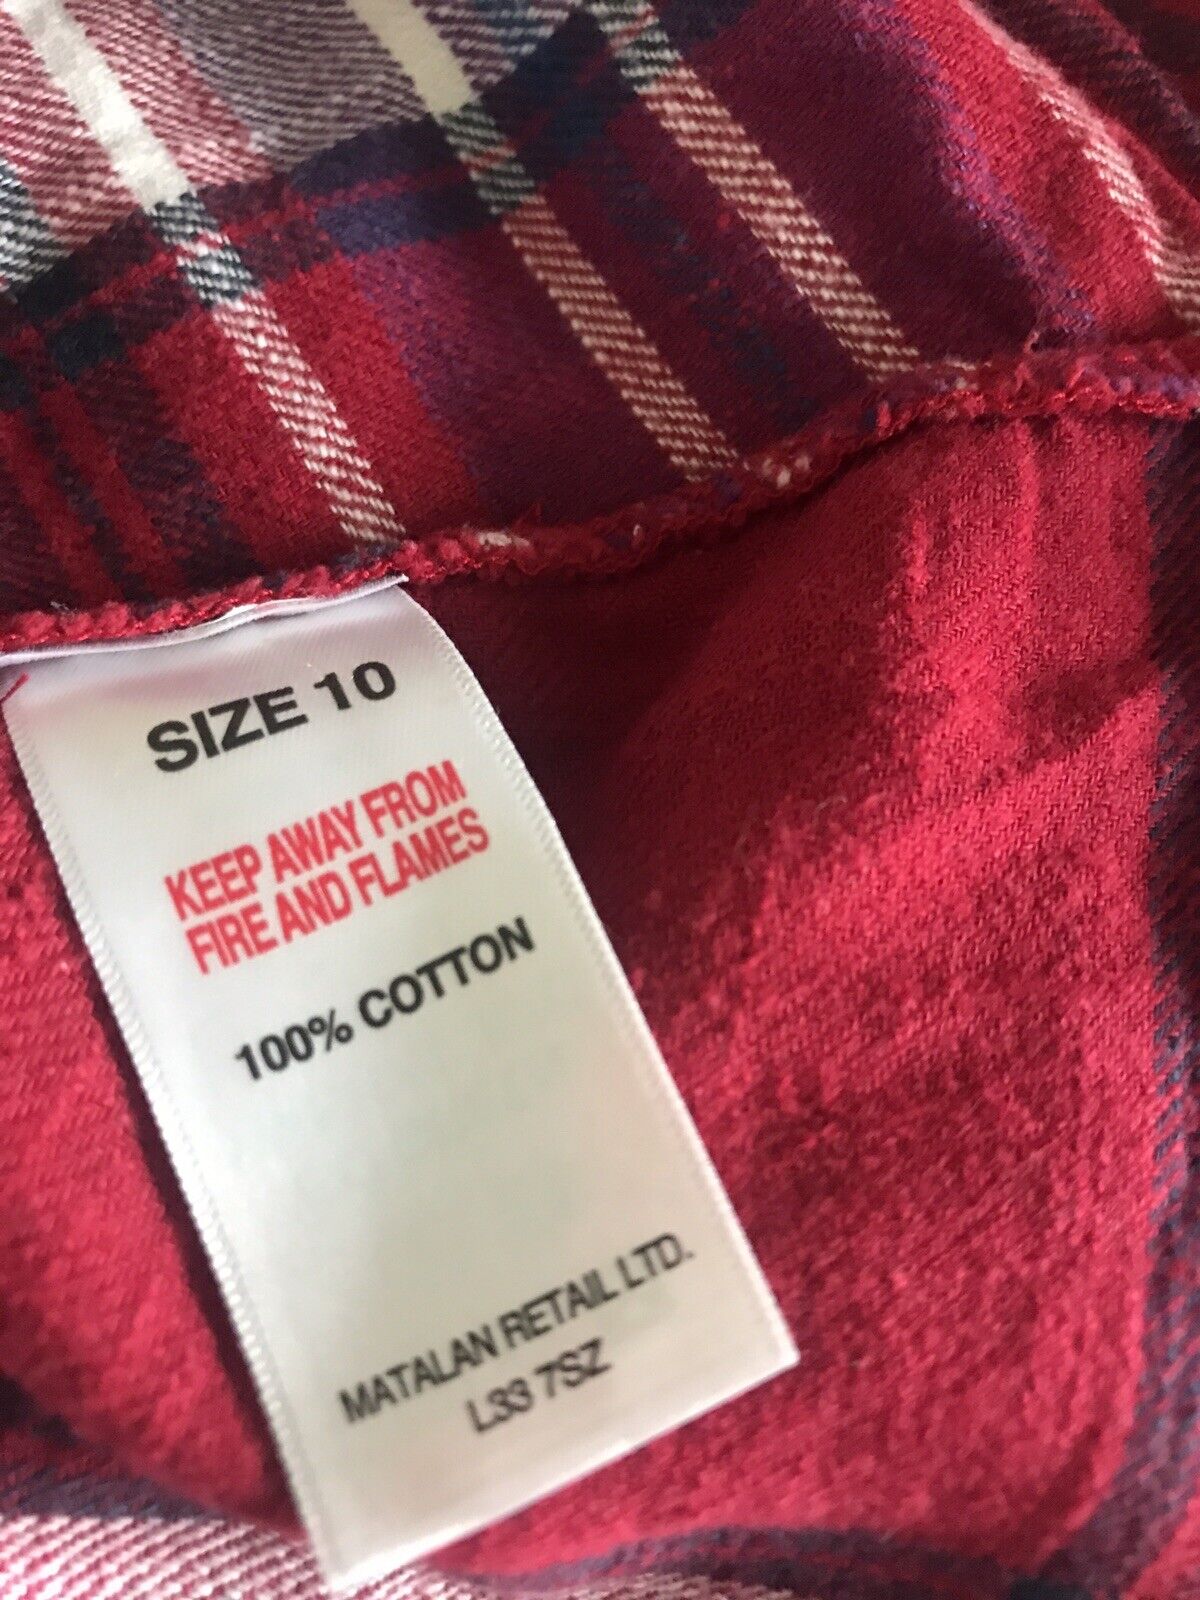 SIZE 10
KEEP AWAY FROM
FIRE AND FLAMES
100% COTTON
MATALAN RETAIL LTD.
L33 7SZ